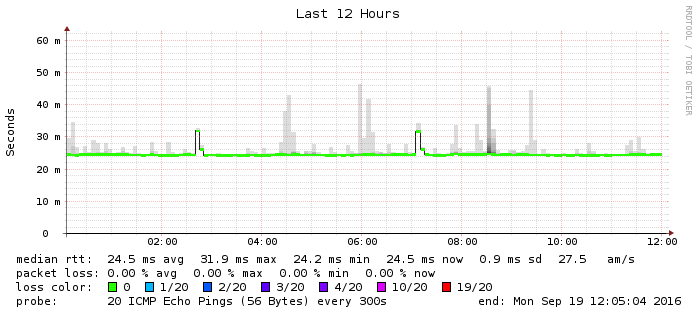 Last 12 Hours
RRDTOOL / TOBI OETIKER
Seconds
60 m
50 m
40 m
30 m
20 m
10 m
0
02:00 04:00 06:00 08:00 10:00 12:00
median rtt: 24.5 ms avg 31.9 ms max 24.2 ms min 24.5 ms now 0.9 ms sd 27.5 am/s
packet loss: 0.00 % avg 0.00 % max 0.00 % min 0.00 % now
loss color: 0 1/20 2/20 3/20 4/20 10/20 19/20
probe: 20 ICMP Echo Pings (56 Bytes) every 300s end: Mon Sep 19 12:05:04 2016